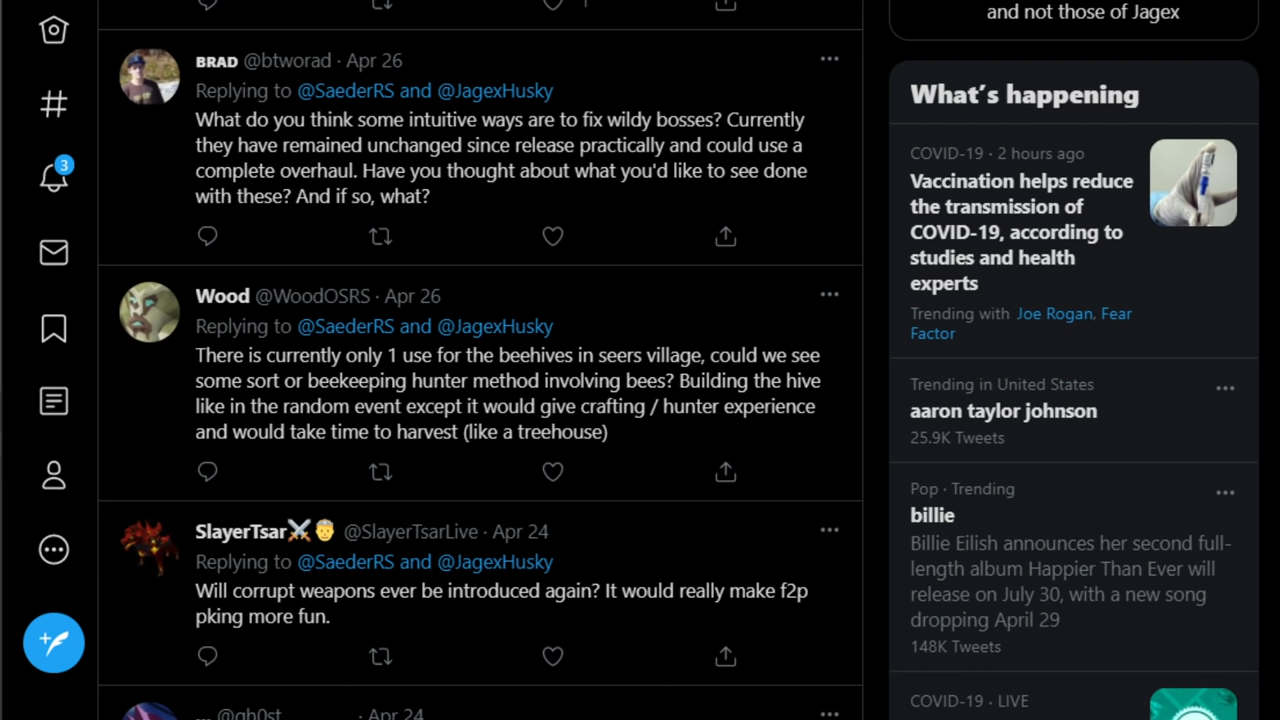 BRAD @btworad · Apr 26
Replying to @SaederRS and @JagexHusky
What do you think some intuitive ways are to fix wildy bosses? Currently
they have remained unchanged since release practically and could use a
complete overhaul. Have you thought about what you'd like to see done
with these? And if so, what?
Wood @WoodOSRS · Apr 26
Replying to @SaederRS and @JagexHusky
There is currently only 1 use for the beehives in seers village, could we see
some sort or beekeeping hunter method involving bees? Building the hive
like in the random event except it would give crafting / hunter experience
and would take time to harvest (like a treehouse)
SlayerTsar⚔️🤴 @SlayerTsarLive · Apr 24
Replying to @SaederRS and @JagexHusky
Will corrupt weapons ever be introduced again? It would really make f2p
pking more fun.
· Apr 24
3
and not those of Jagex
What's happening
COVID-19 · 2 hours ago
Vaccination helps reduce
the transmission of
COVID-19, according to
studies and health
experts
Trending with Joe Rogan, Fear
Factor
Trending in United States
aaron taylor johnson
25.9K Tweets
Pop · Trending
billie
Billie Eilish announces her second full-
length album Happier Than Ever will
release on July 30, with a new song
dropping April 29
148K Tweets
COVID-19 · LIVE